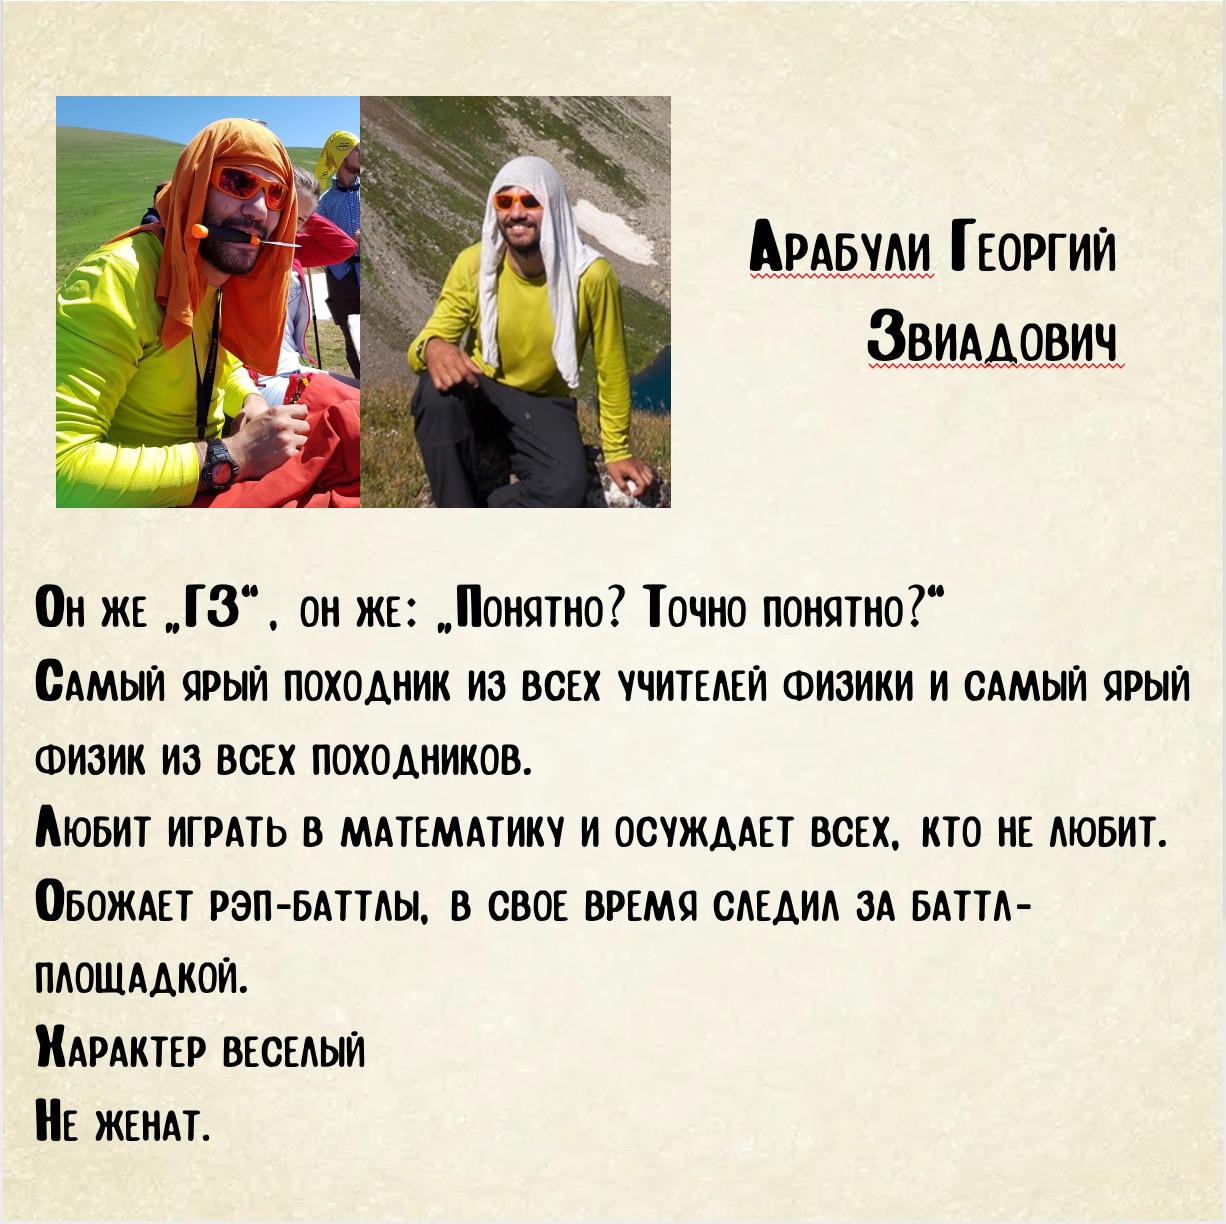 Арабули Георгий
Звиадович
Он же „ГЗ“, он же: „Понятно? Точно понятно?“
Самый ярый походник из всех учителей физики и самый ярый
физик из всех походников.
Любит играть в математику и осуждает всех, кто не любит.
Обожает рэп-баттлы, в свое время следил за баттл-
площадкой.
Характер веселый
Не женат.